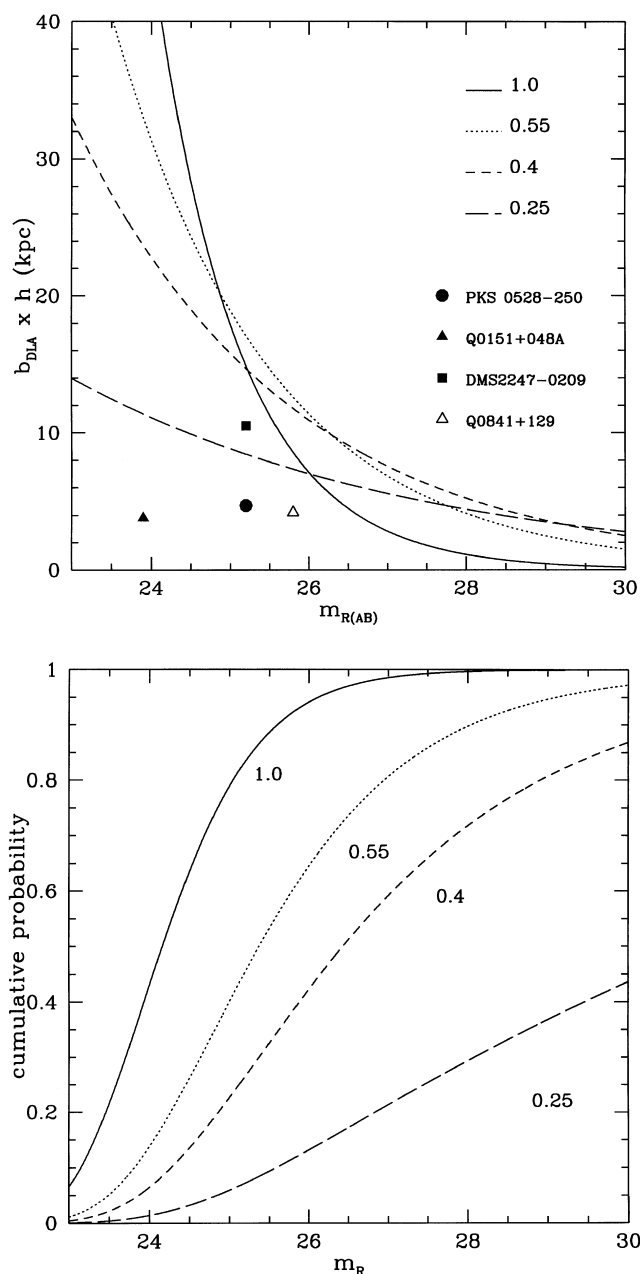 40
30
20
10
0
b_DLA x h (kpc)
1.0
0.55
0.4
0.25
PKS 0528-250
Q0151+048A
DMS2247-0209
Q0841+129
24 26 28 30
m_R(AB)
1
0.8
0.6
0.4
0.2
0
cumulative probability
1.0
0.55
0.4
0.25
24 26 28 30
m_R